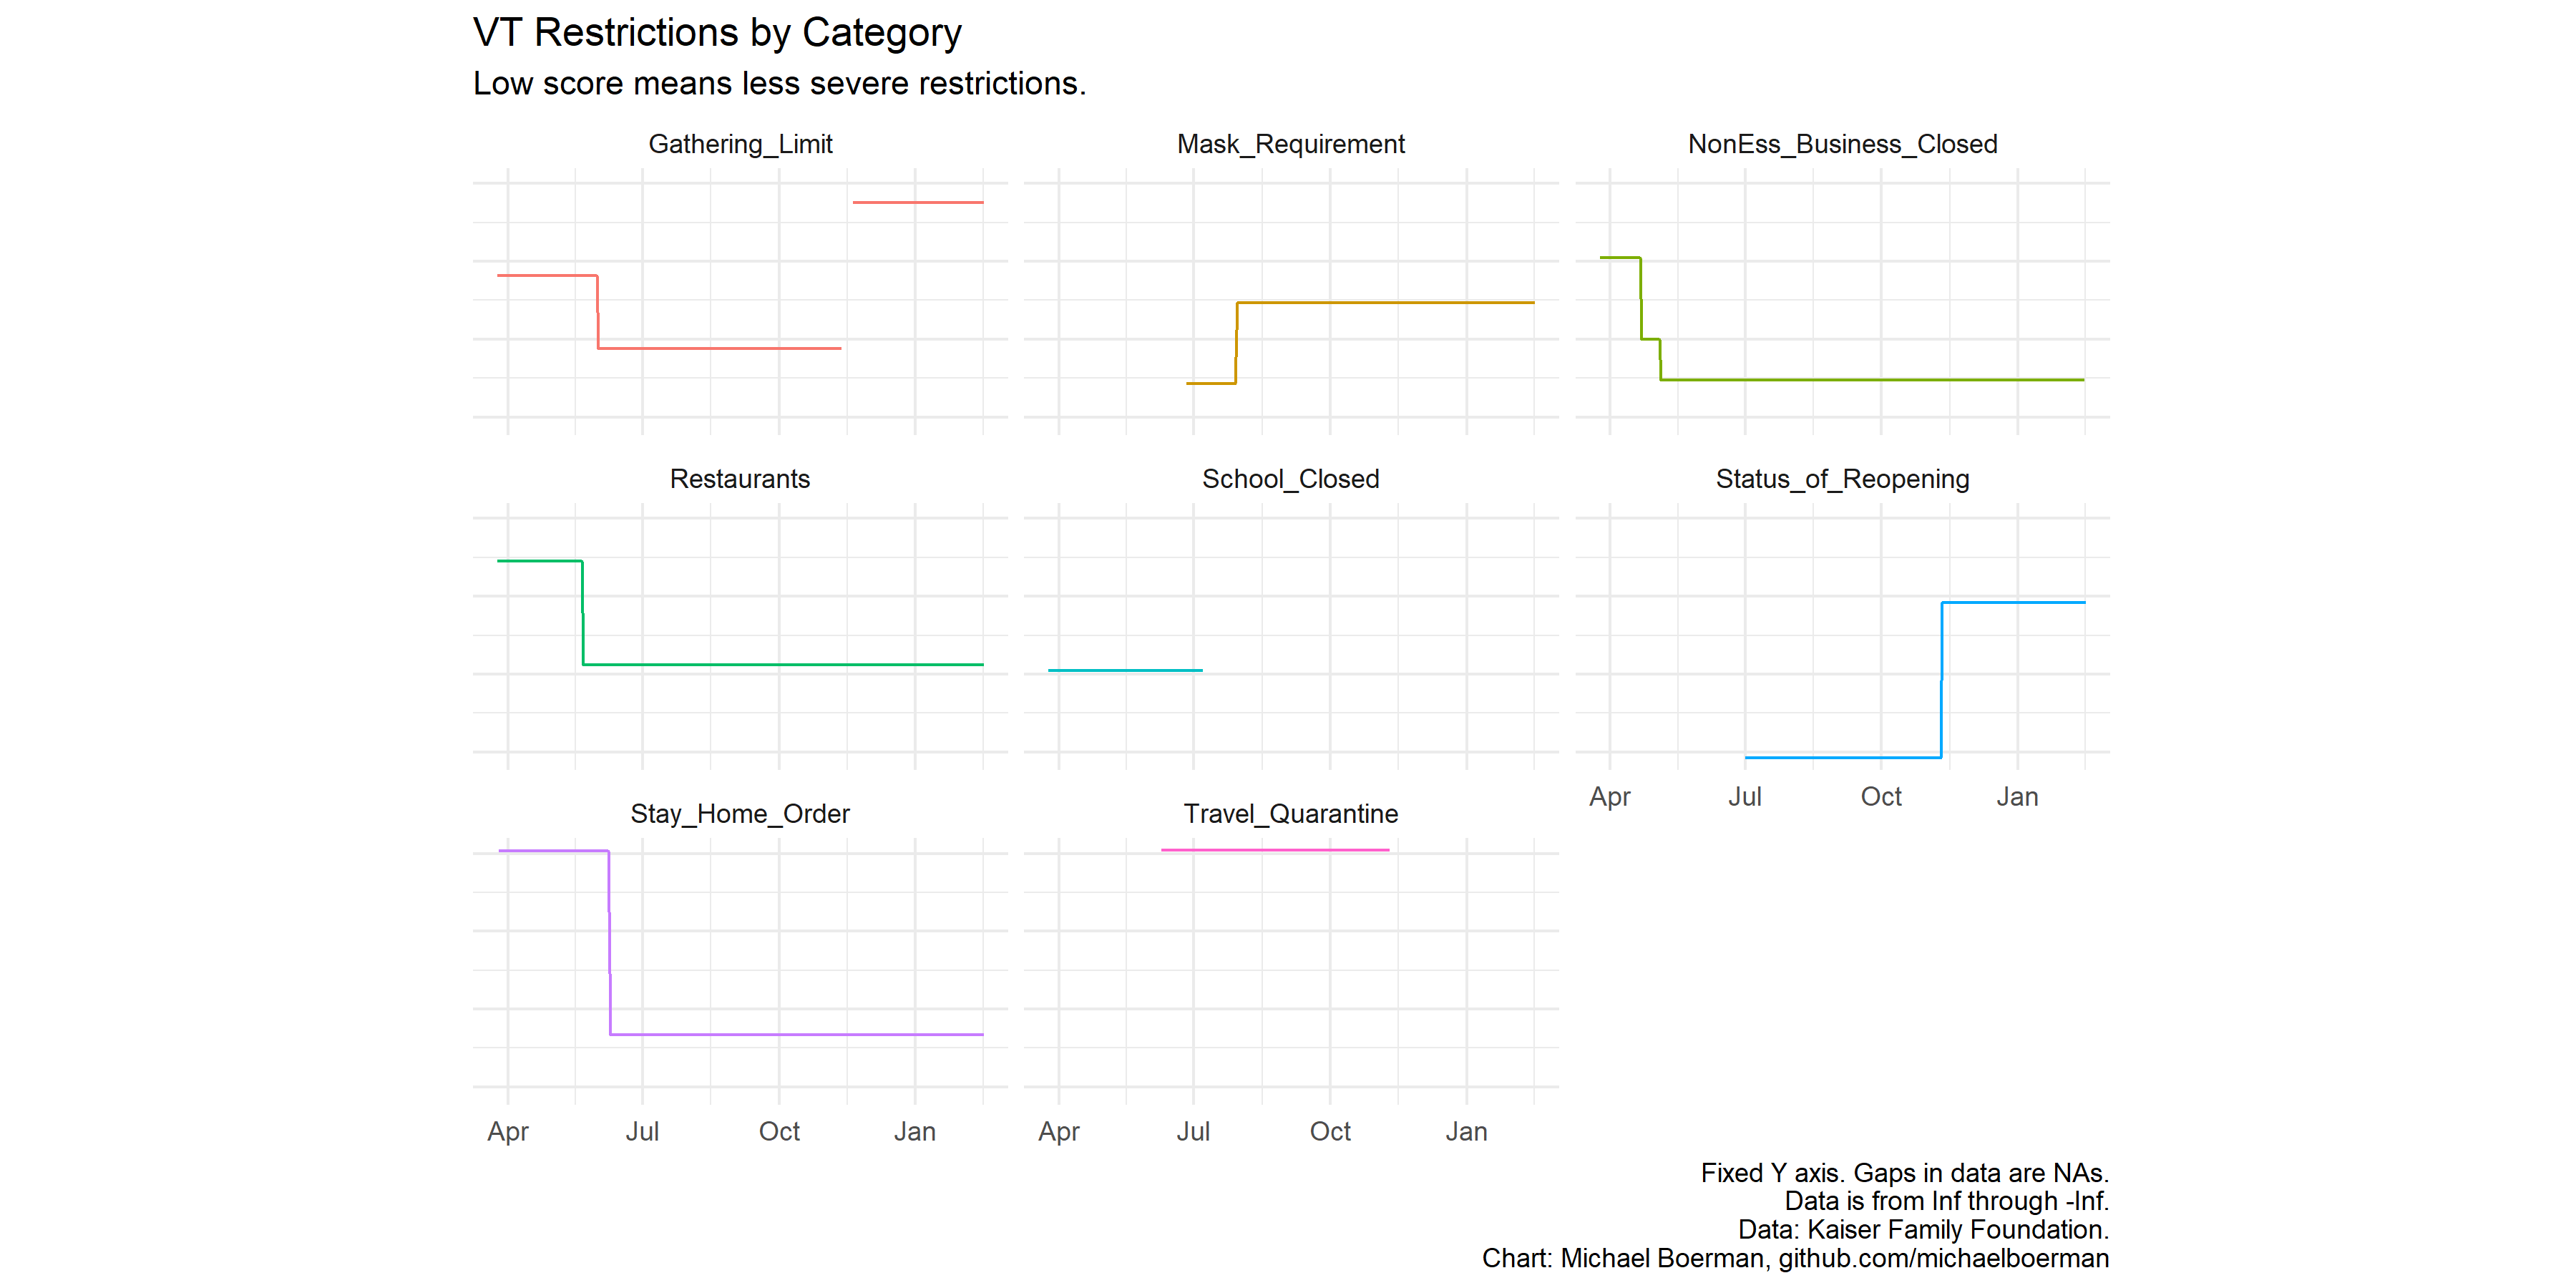 VT Restrictions by Category
Low score means less severe restrictions.
Gathering_Limit
Mask_Requirement
NonEss_Business_Closed
Restaurants
School_Closed
Status_of_Reopening
Apr Jul Oct Jan
Stay_Home_Order
Travel_Quarantine
Apr Jul Oct Jan
Apr Jul Oct Jan
Fixed Y axis. Gaps in data are NAs.
Data is from Inf through -Inf.
Data: Kaiser Family Foundation.
Chart: Michael Boerman, github.com/michaelboerman